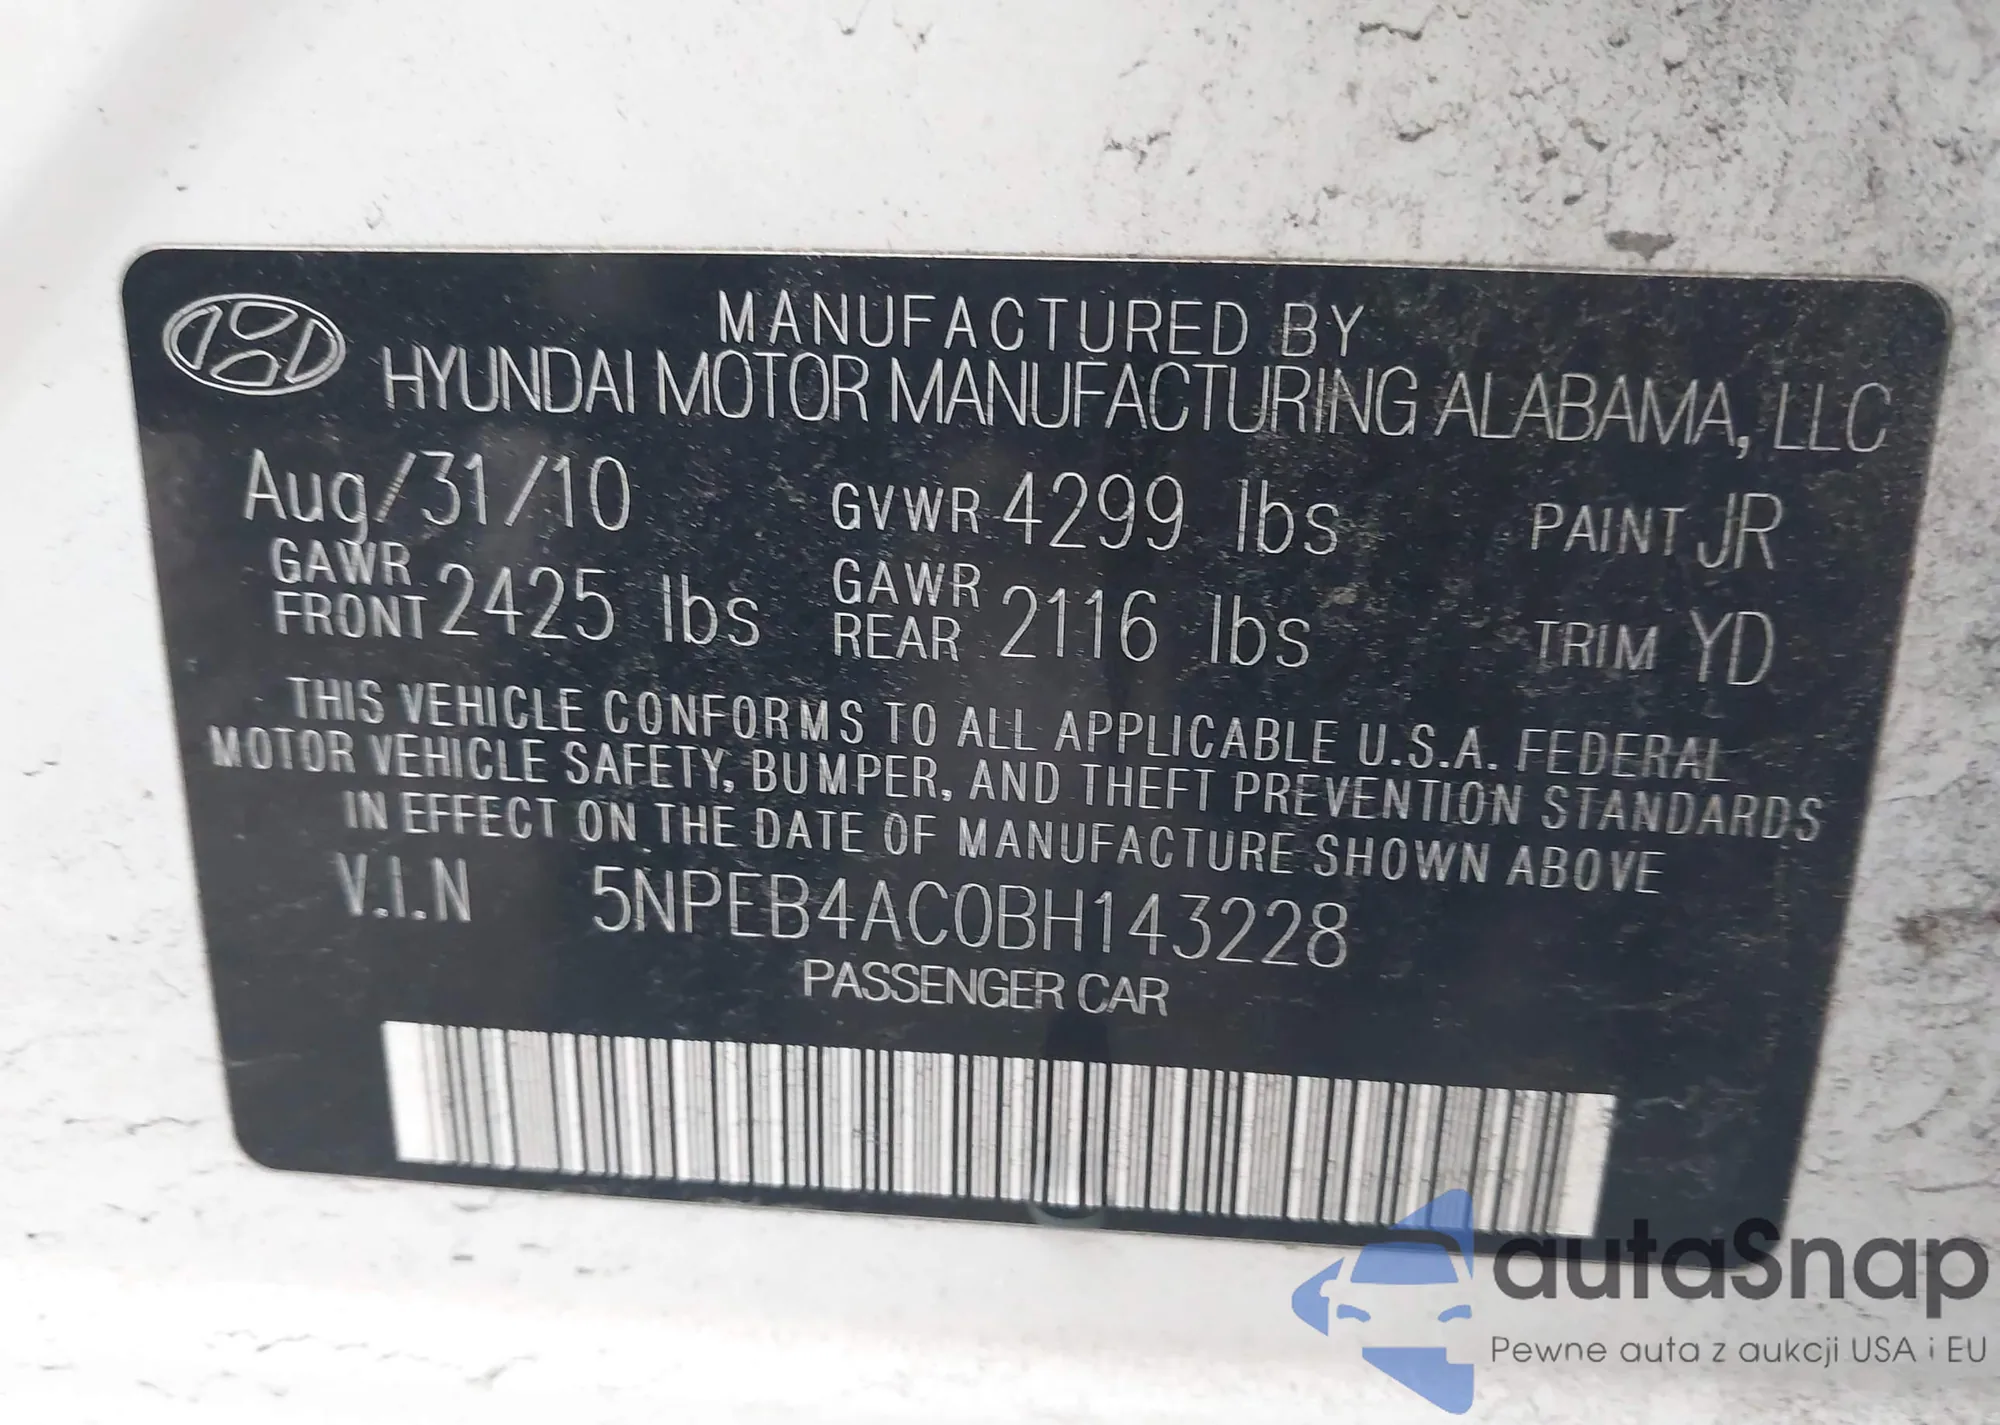 MANUFACTURED BY
HYUNDAI MOTOR MANUFACTURING ALABAMA, LLC
Aug/31/10 GVWR 4299 lbs PAINT JR
GAWR FRONT 2425 lbs GAWR REAR 2116 lbs TRIM YD
THIS VEHICLE CONFORMS TO ALL APPLICABLE U.S.A. FEDERAL
MOTOR VEHICLE SAFETY, BUMPER, AND THEFT PREVENTION STANDARDS
IN EFFECT ON THE DATE OF MANUFACTURE SHOWN ABOVE
V.I.N 5NPEB4AC0BH143228
PASSENGER CAR
autaSnap
Pewne auta z aukcji USA i EU